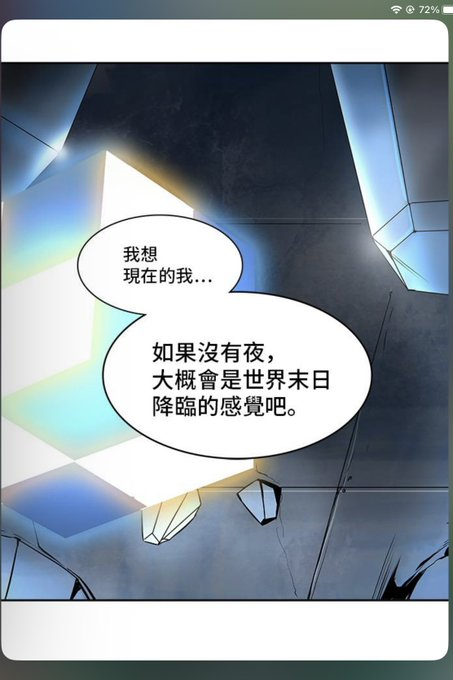 72%
我想
現在的我...
如果沒有夜，
大概會是世界末日
降臨的感覺吧。